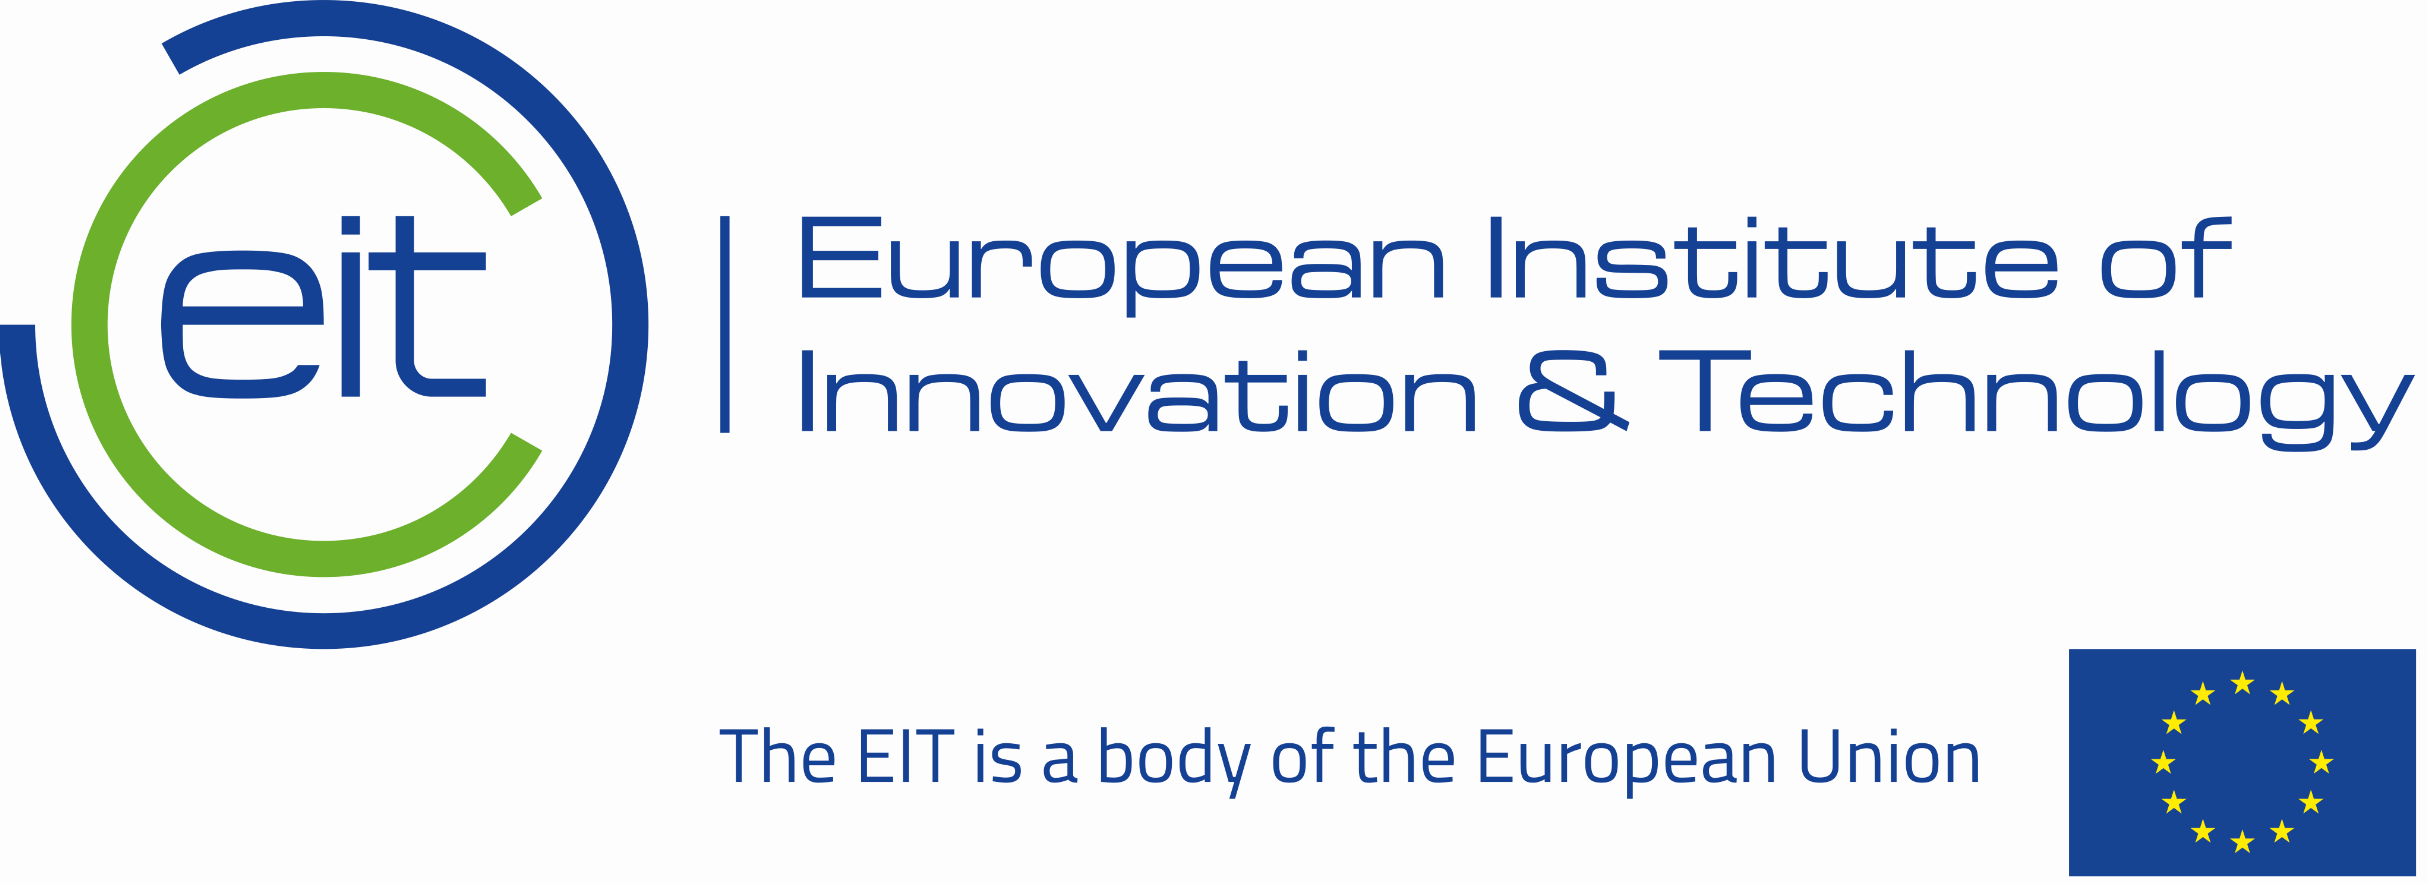 eit
European Institute of
Innovation & Technology
The EIT is a body of the European Union